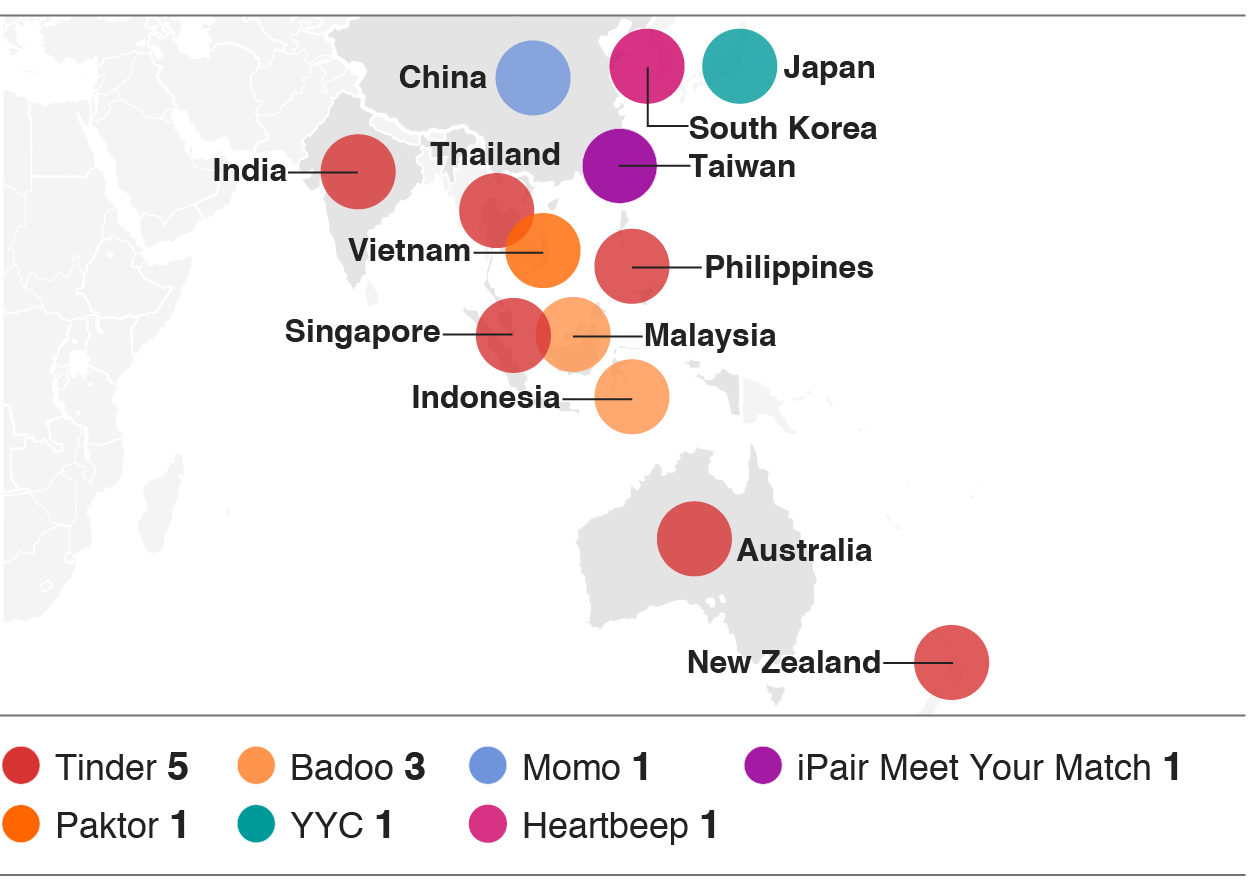 China
Japan
South Korea
Thailand
Taiwan
India
Vietnam
Philippines
Singapore
Malaysia
Indonesia
Australia
New Zealand
Tinder 5
Badoo 3
Momo 1
iPair Meet Your Match 1
Paktor 1
YYC 1
Heartbeep 1